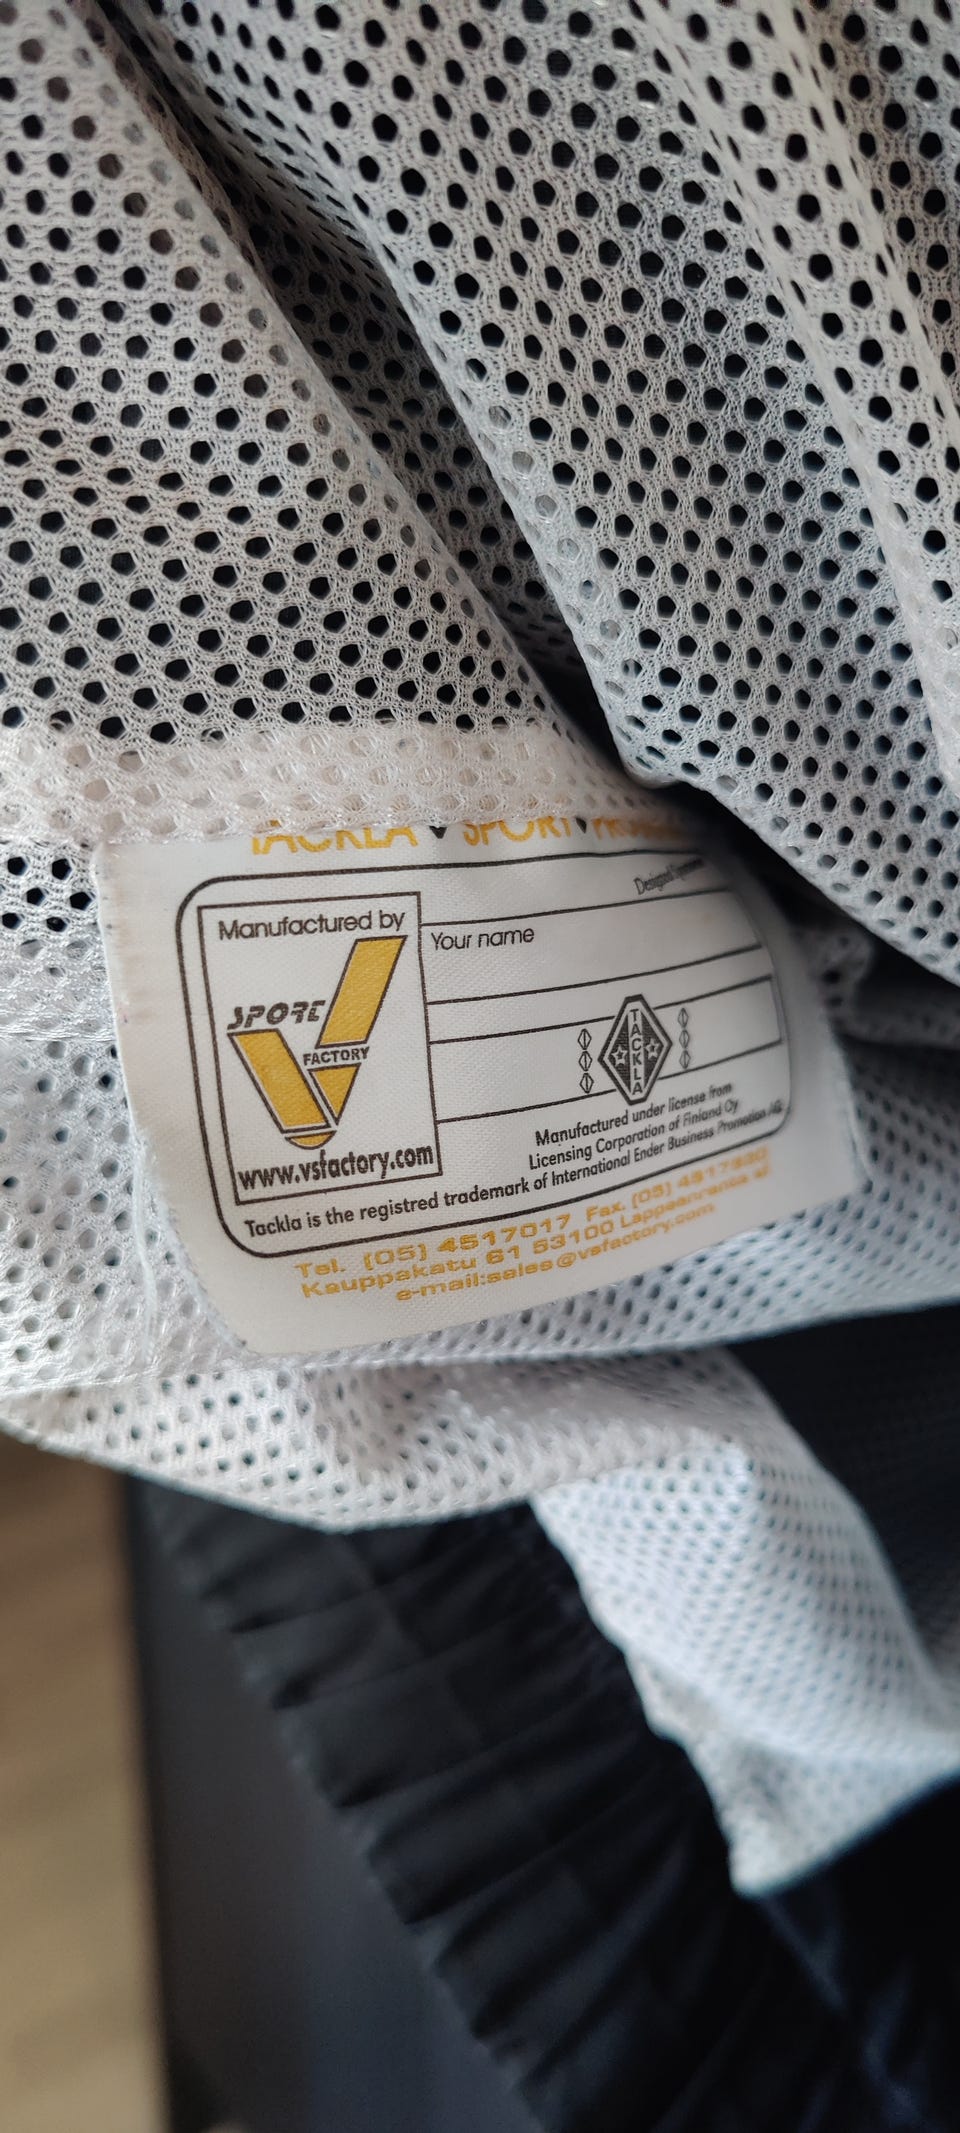 TACKLA SPORT
Manufactured by
SPORT
FACTORY
www.vsfactory.com
Your name
TACKLA
Manufactured under license from
Licensing Corporation of Finland Oy
Tackla is the registred trademark of International Ender Business Promotion AG
Tel. (05) 4517017 Fax. (05)
Kauppakatu 61 53100 Lappeenranta
e-mail:sales@vsfactory.com